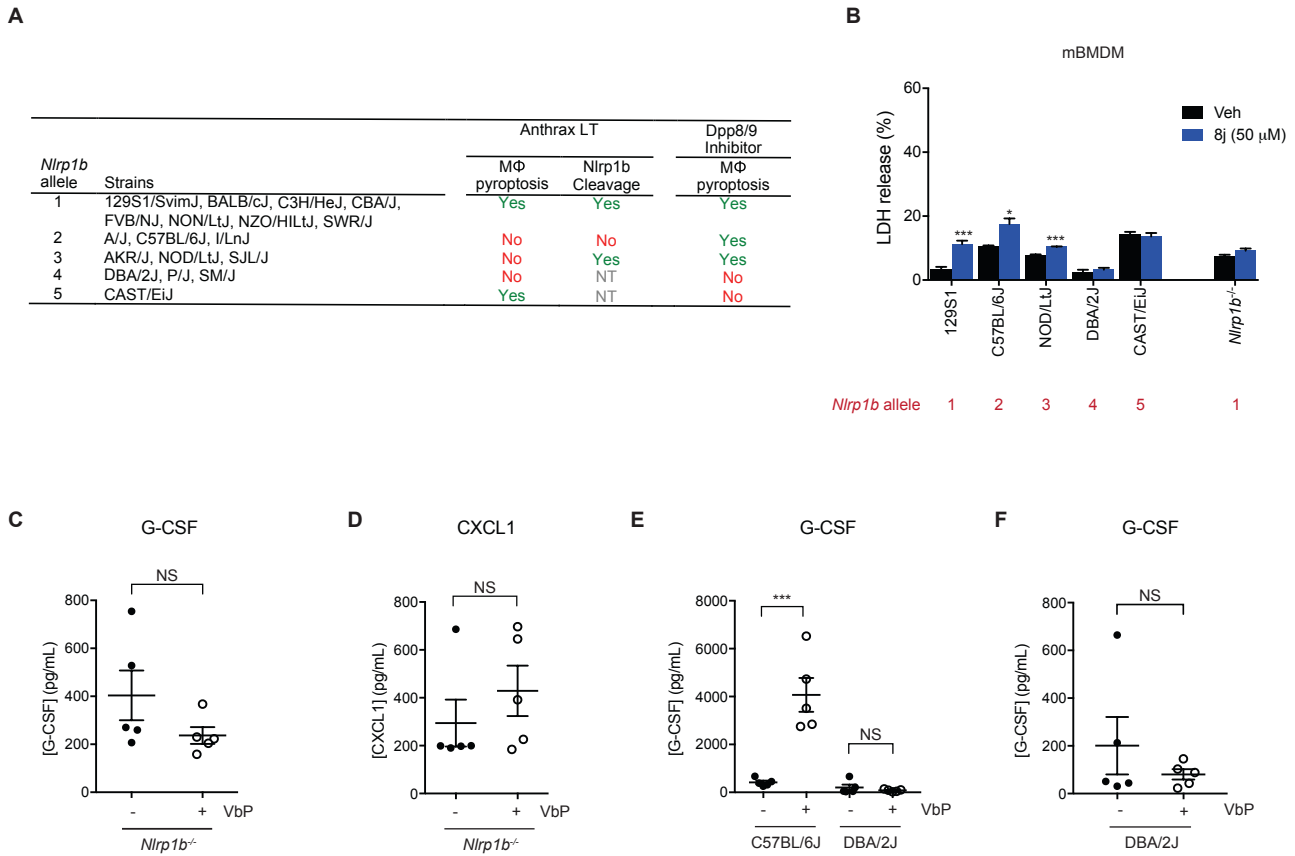 A
Anthrax LT
Dpp8/9
Inhibitor
Nlrp1b
allele
Strains
MΦ
pyroptosis
Nlrp1b
Cleavage
MΦ
pyroptosis
1 129S1/SvimJ, BALB/cJ, C3H/HeJ, CBA/J, Yes Yes Yes
FVB/NJ, NON/LtJ, NZO/HILtJ, SWR/J
2 A/J, C57BL/6J, I/LnJ No No Yes
3 AKR/J, NOD/LtJ, SJL/J No Yes Yes
4 DBA/2J, P/J, SM/J No NT No
5 CAST/EiJ Yes NT No
B
mBMDM
LDH release (%)
60
40
20
0
Veh
8j (50 μM)
***
*
***
129S1
C57BL/6J
NOD/LtJ
DBA/2J
CAST/EiJ
Nlrp1b-/-
Nlrp1b allele 1 2 3 4 5 1
C
G-CSF
NS
[G-CSF] (pg/mL)
800
600
400
200
0
- + VbP
Nlrp1b-/-
D
CXCL1
NS
[CXCL1] (pg/mL)
800
600
400
200
0
- + VbP
Nlrp1b-/-
E
G-CSF
***
NS
[G-CSF] (pg/mL)
8000
6000
4000
2000
0
- + - + VbP
C57BL/6J DBA/2J
F
G-CSF
NS
[G-CSF] (pg/mL)
800
600
400
200
0
- + VbP
DBA/2J